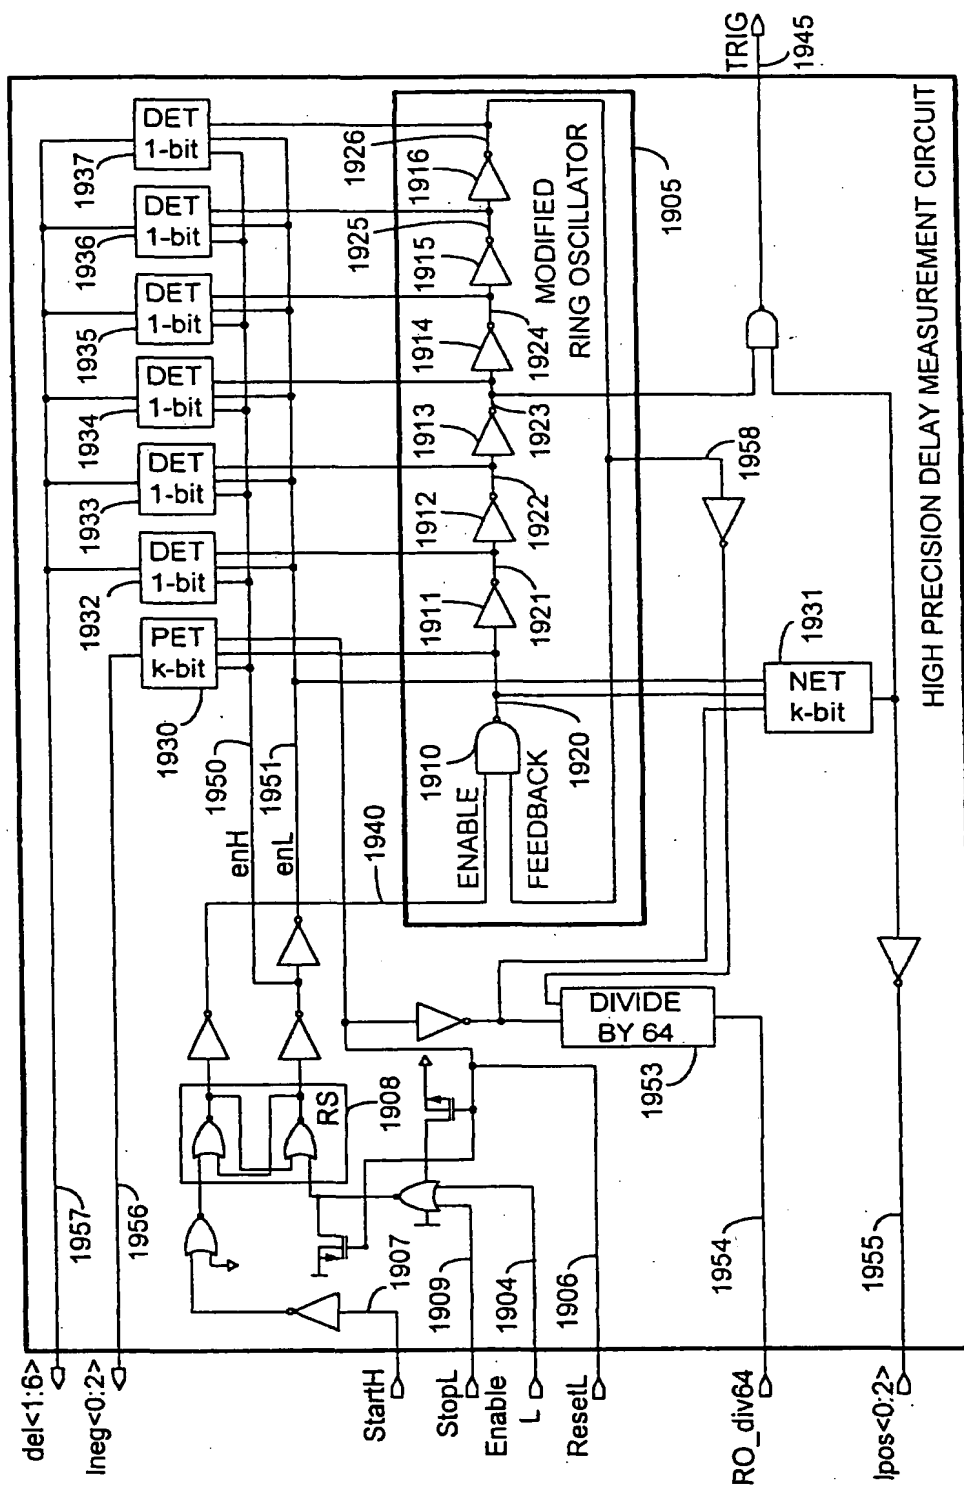 del<1:6>
Ineg<0:2>
StartH
StopL
Enable
L
ResetL
RO_div64
Ipos<0:2>
1957
1956
1907
1909
1904
1906
1954
1955
RS
1908
DIVIDE
BY 64
1953
enH
enL
1940
1950
1951
PET
k-bit
1930
DET
1-bit
1932
DET
1-bit
1933
DET
1-bit
1934
DET
1-bit
1935
DET
1-bit
1936
DET
1-bit
1937
ENABLE
FEEDBACK
1910
1920
1911
1921
1912
1922
1913
1923
1914
1924
1915
1925
1916
1926
MODIFIED
RING OSCILLATOR
1905
1958
NET
k-bit
1931
TRIG
1945
HIGH PRECISION DELAY MEASUREMENT CIRCUIT